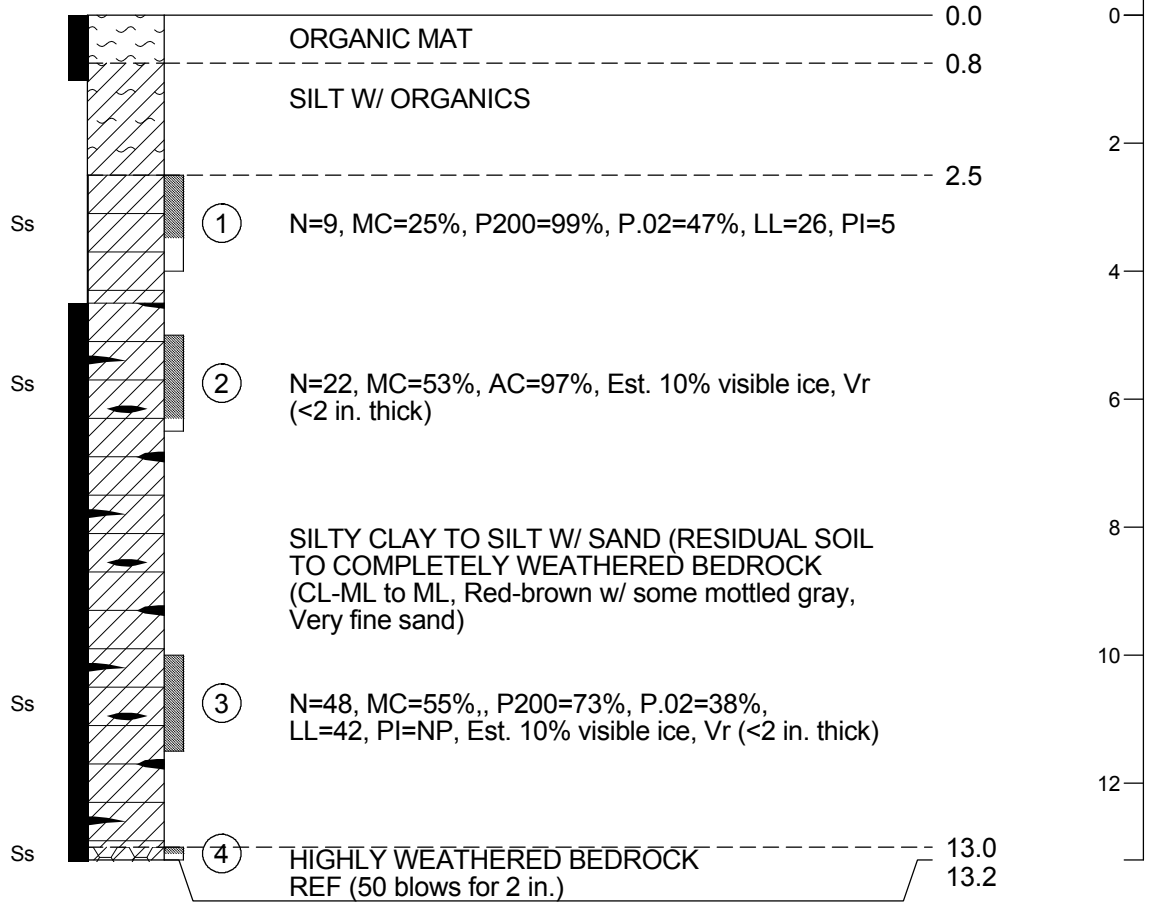 0.0
0
ORGANIC MAT
0.8
SILT W/ ORGANICS
2
2.5
Ss
1
N=9, MC=25%, P200=99%, P.02=47%, LL=26, PI=5
4
Ss
2
N=22, MC=53%, AC=97%, Est. 10% visible ice, Vr
(<2 in. thick)
6
8
SILTY CLAY TO SILT W/ SAND (RESIDUAL SOIL
TO COMPLETELY WEATHERED BEDROCK
(CL-ML to ML, Red-brown w/ some mottled gray,
Very fine sand)
10
Ss
3
N=48, MC=55%,, P200=73%, P.02=38%,
LL=42, PI=NP, Est. 10% visible ice, Vr (<2 in. thick)
12
13.0
Ss
4
HIGHLY WEATHERED BEDROCK
13.2
REF (50 blows for 2 in.)